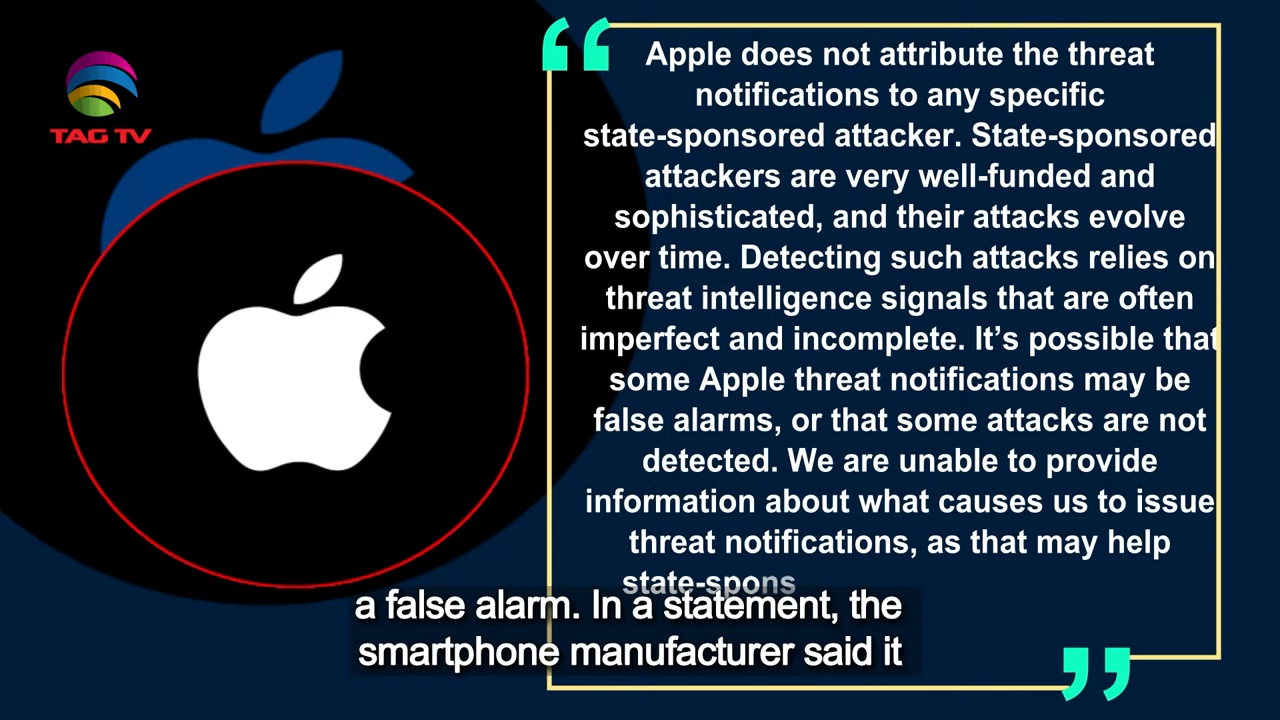 TAG TV
Apple does not attribute the threat
notifications to any specific
state-sponsored attacker. State-sponsored
attackers are very well-funded and
sophisticated, and their attacks evolve
over time. Detecting such attacks relies on
threat intelligence signals that are often
imperfect and incomplete. It’s possible that
some Apple threat notifications may be
false alarms, or that some attacks are not
detected. We are unable to provide
information about what causes us to issue
threat notifications, as that may help
state-spons
a false alarm. In a statement, the
smartphone manufacturer said it